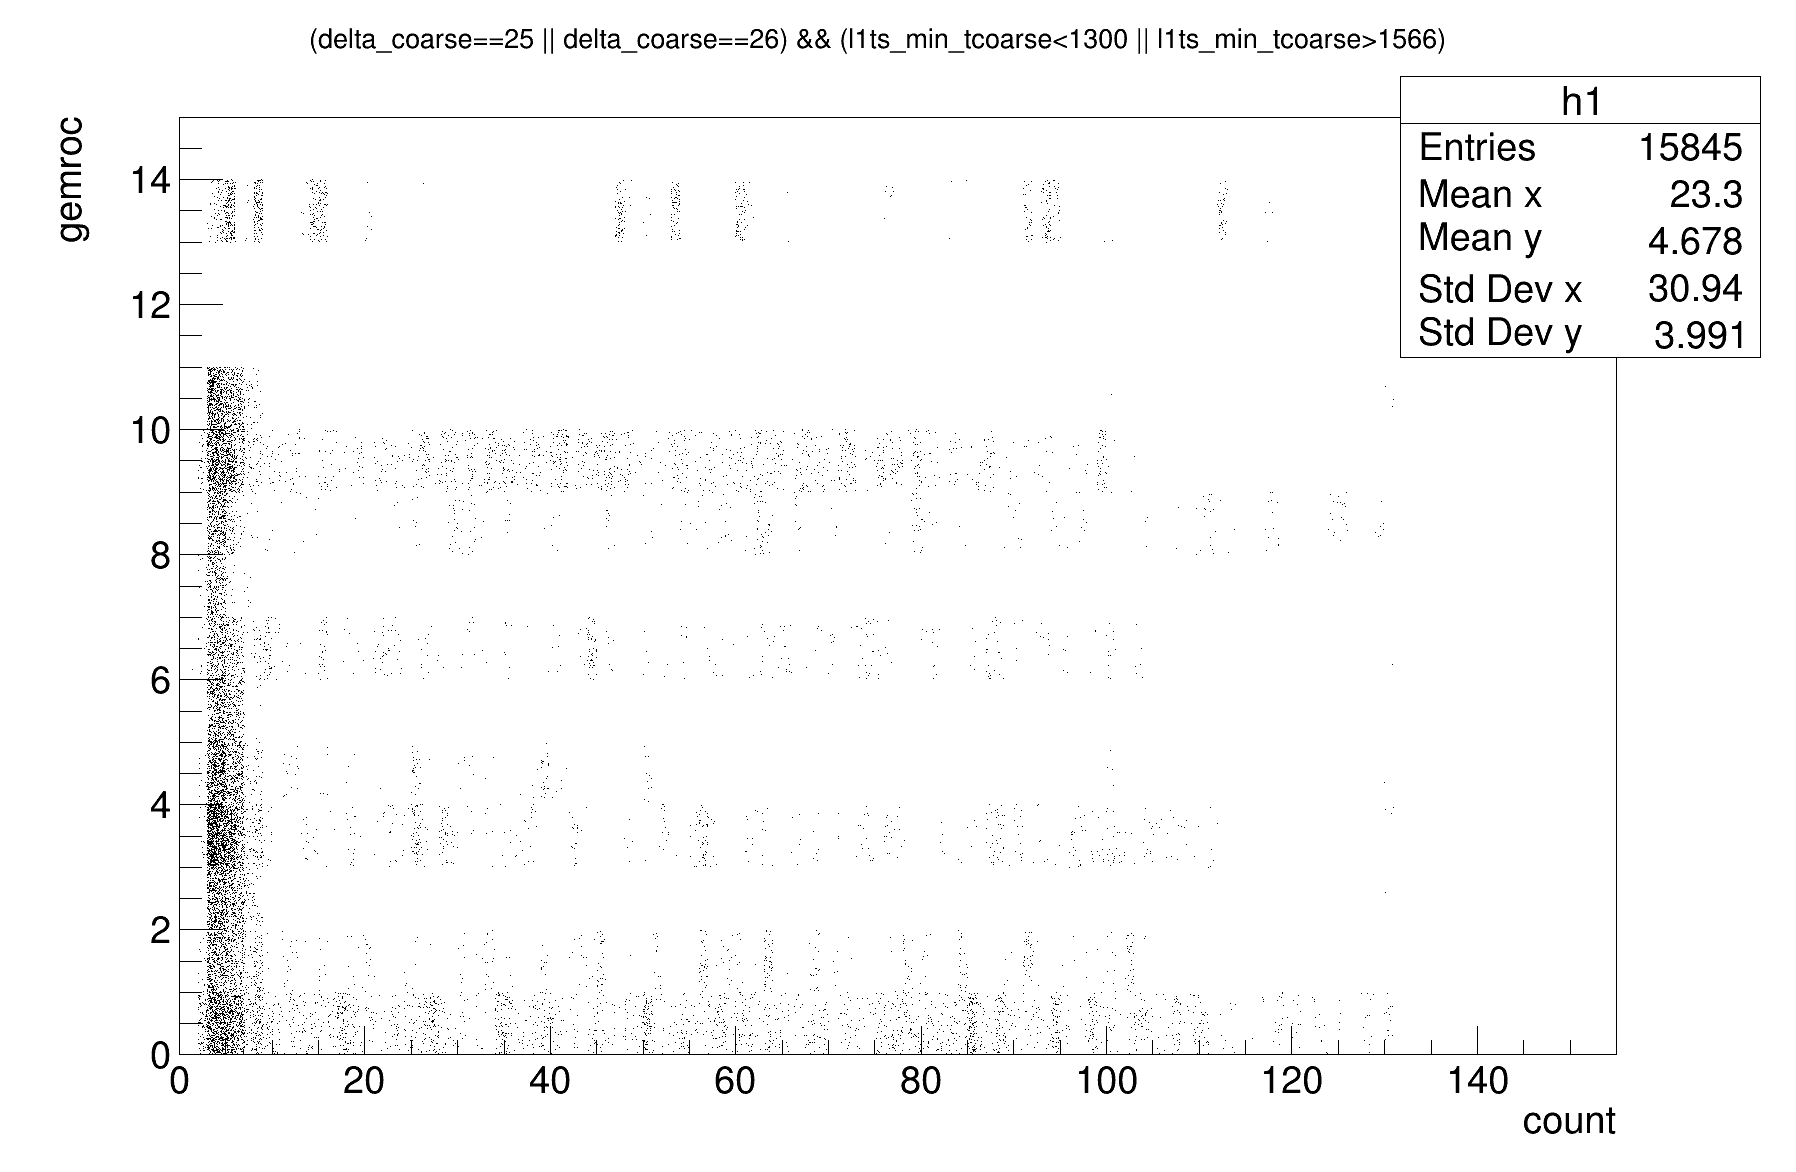 (delta_coarse==25 || delta_coarse==26) && (l1ts_min_tcoarse<1300 || l1ts_min_tcoarse>1566)
h1
Entries 15845
Mean x 23.3
Mean y 4.678
Std Dev x 30.94
Std Dev y 3.991
gemroc
14
12
10
8
6
4
2
0
0 20 40 60 80 100 120 140
count